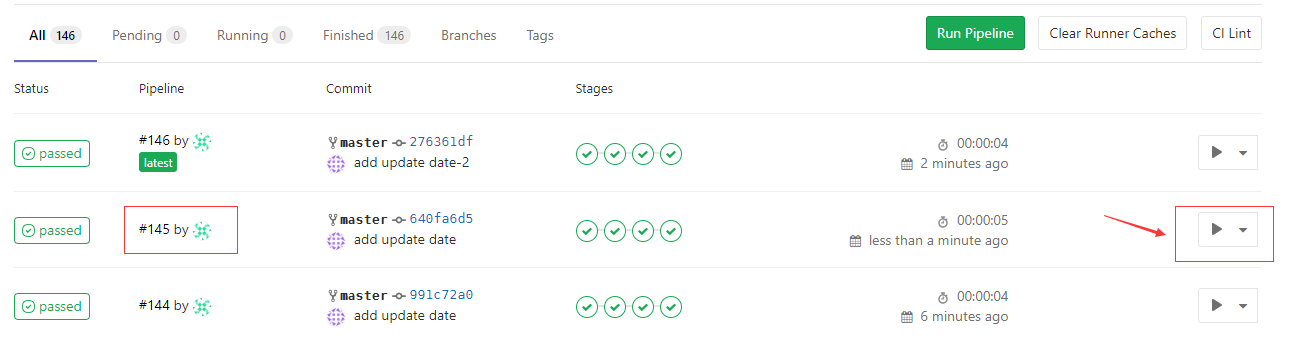 All 146 Pending 0 Running 0 Finished 146 Branches Tags Run Pipeline Clear Runner Caches CI Lint
Status Pipeline Commit Stages
passed #146 by master 276361df 00:00:04
latest add update date-2 2 minutes ago
passed #145 by master 640fa6d5 00:00:05
add update date less than a minute ago
passed #144 by master 991c72a0 00:00:04
add update date 6 minutes ago